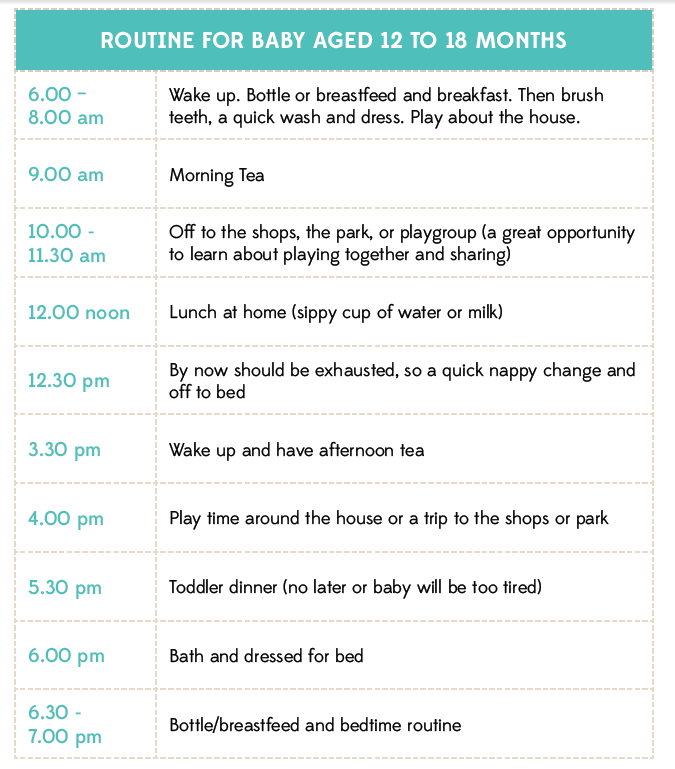 ROUTINE FOR BABY AGED 12 TO 18 MONTHS
6.00 –
8.00 am
Wake up. Bottle or breastfeed and breakfast. Then brush
teeth, a quick wash and dress. Play about the house.
9.00 am
Morning Tea
10.00 -
11.30 am
Off to the shops, the park, or playgroup (a great opportunity
to learn about playing together and sharing)
12.00 noon
Lunch at home (sippy cup of water or milk)
12.30 pm
By now should be exhausted, so a quick nappy change and
off to bed
3.30 pm
Wake up and have afternoon tea
4.00 pm
Play time around the house or a trip to the shops or park
5.30 pm
Toddler dinner (no later or baby will be too tired)
6.00 pm
Bath and dressed for bed
6.30 -
7.00 pm
Bottle/breastfeed and bedtime routine